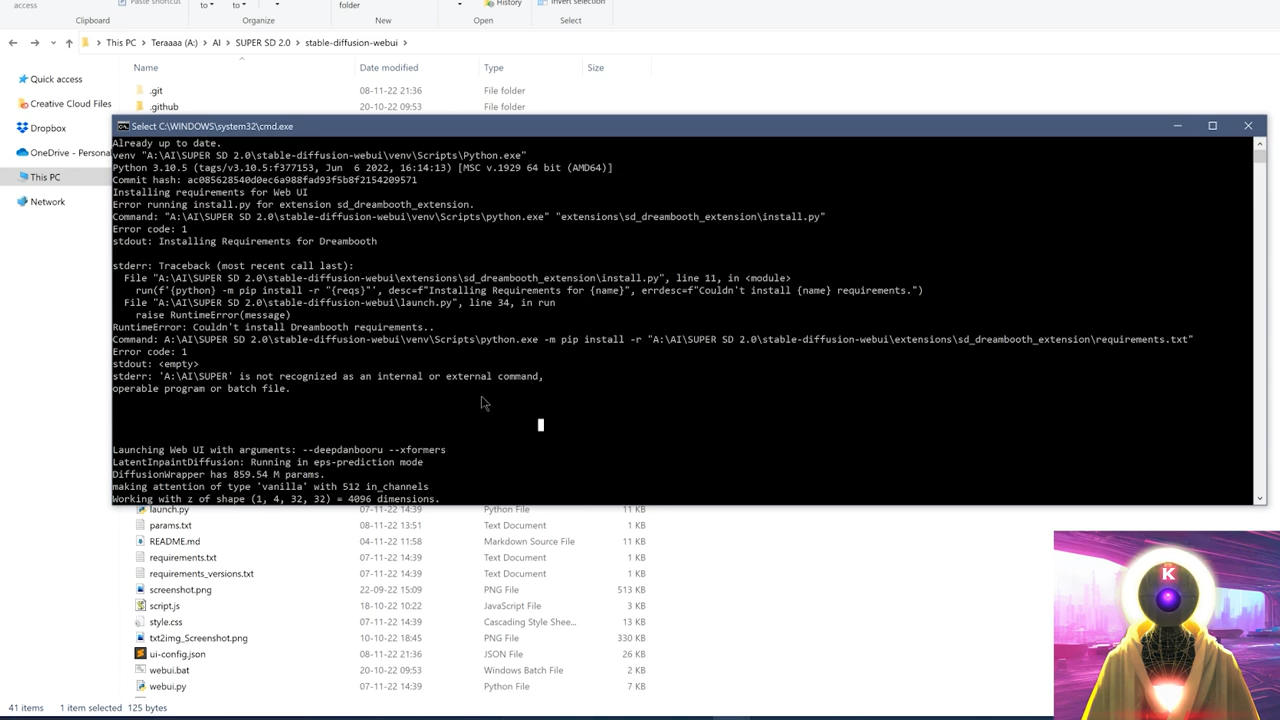 access
Paste shortcut
to
to
folder
History
Invert selection
Clipboard
Organize
New
Open
Select
This PC
Teraaaa (A:)
AI
SUPER SD 2.0
stable-diffusion-webui
Name
Date modified
Type
Size
Quick access
Creative Cloud Files
Dropbox
OneDrive - Personal
This PC
Network
.git 08-11-22 21:36 File folder
.github 20-10-22 09:53 File folder
Select C:\WINDOWS\system32\cmd.exe
Already up to date.
venv "A:\AI\SUPER SD 2.0\stable-diffusion-webui\venv\Scripts\Python.exe"
Python 3.10.5 (tags/v3.10.5:f377153, Jun  6 2022, 16:14:13) [MSC v.1929 64 bit (AMD64)]
Commit hash: ac085628540d0ec6a988fad93f5b8f2154209571
Installing requirements for Web UI
Error running install.py for extension sd_dreambooth_extension.
Command: "A:\AI\SUPER SD 2.0\stable-diffusion-webui\venv\Scripts\python.exe" "extensions\sd_dreambooth_extension\install.py"
Error code: 1
stdout: Installing Requirements for Dreambooth
stderr: Traceback (most recent call last):
File "A:\AI\SUPER SD 2.0\stable-diffusion-webui\extensions\sd_dreambooth_extension\install.py", line 11, in <module>
run(f'{python} -m pip install -r "{reqs}"', desc=f"Installing Requirements for {name}", errdesc=f"Couldn't install {name} requirements.")
File "A:\AI\SUPER SD 2.0\stable-diffusion-webui\launch.py", line 34, in run
raise RuntimeError(message)
RuntimeError: Couldn't install Dreambooth requirements..
Command: A:\AI\SUPER SD 2.0\stable-diffusion-webui\venv\Scripts\python.exe -m pip install -r "A:\AI\SUPER SD 2.0\stable-diffusion-webui\extensions\sd_dreambooth_extension\requirements.txt"
Error code: 1
stdout: <empty>
stderr: 'A:\AI\SUPER' is not recognized as an internal or external command,
operable program or batch file.
Launching Web UI with arguments: --deepdanbooru --xformers
LatentInpaintDiffusion: Running in eps-prediction mode
DiffusionWrapper has 859.54 M params.
making attention of type 'vanilla' with 512 in_channels
Working with z of shape (1, 4, 32, 32) = 4096 dimensions.
launch.py 07-11-22 14:39 Python File 11 KB
params.txt 08-11-22 13:51 Text Document 1 KB
README.md 04-11-22 11:58 Markdown Source File 11 KB
requirements.txt 07-11-22 14:39 Text Document 1 KB
requirements_versions.txt 07-11-22 14:39 Text Document 1 KB
screenshot.png 22-09-22 15:09 PNG File 513 KB
script.js 18-10-22 10:22 JavaScript File 3 KB
style.css 07-11-22 14:39 Cascading Style Shee... 13 KB
txt2img_Screenshot.png 10-10-22 18:45 PNG File 330 KB
ui-config.json 08-11-22 21:36 JSON File 26 KB
webui.bat 20-10-22 09:53 Windows Batch File 2 KB
webui.py 07-11-22 14:39 Python File 7 KB
41 items
1 item selected 125 bytes
K